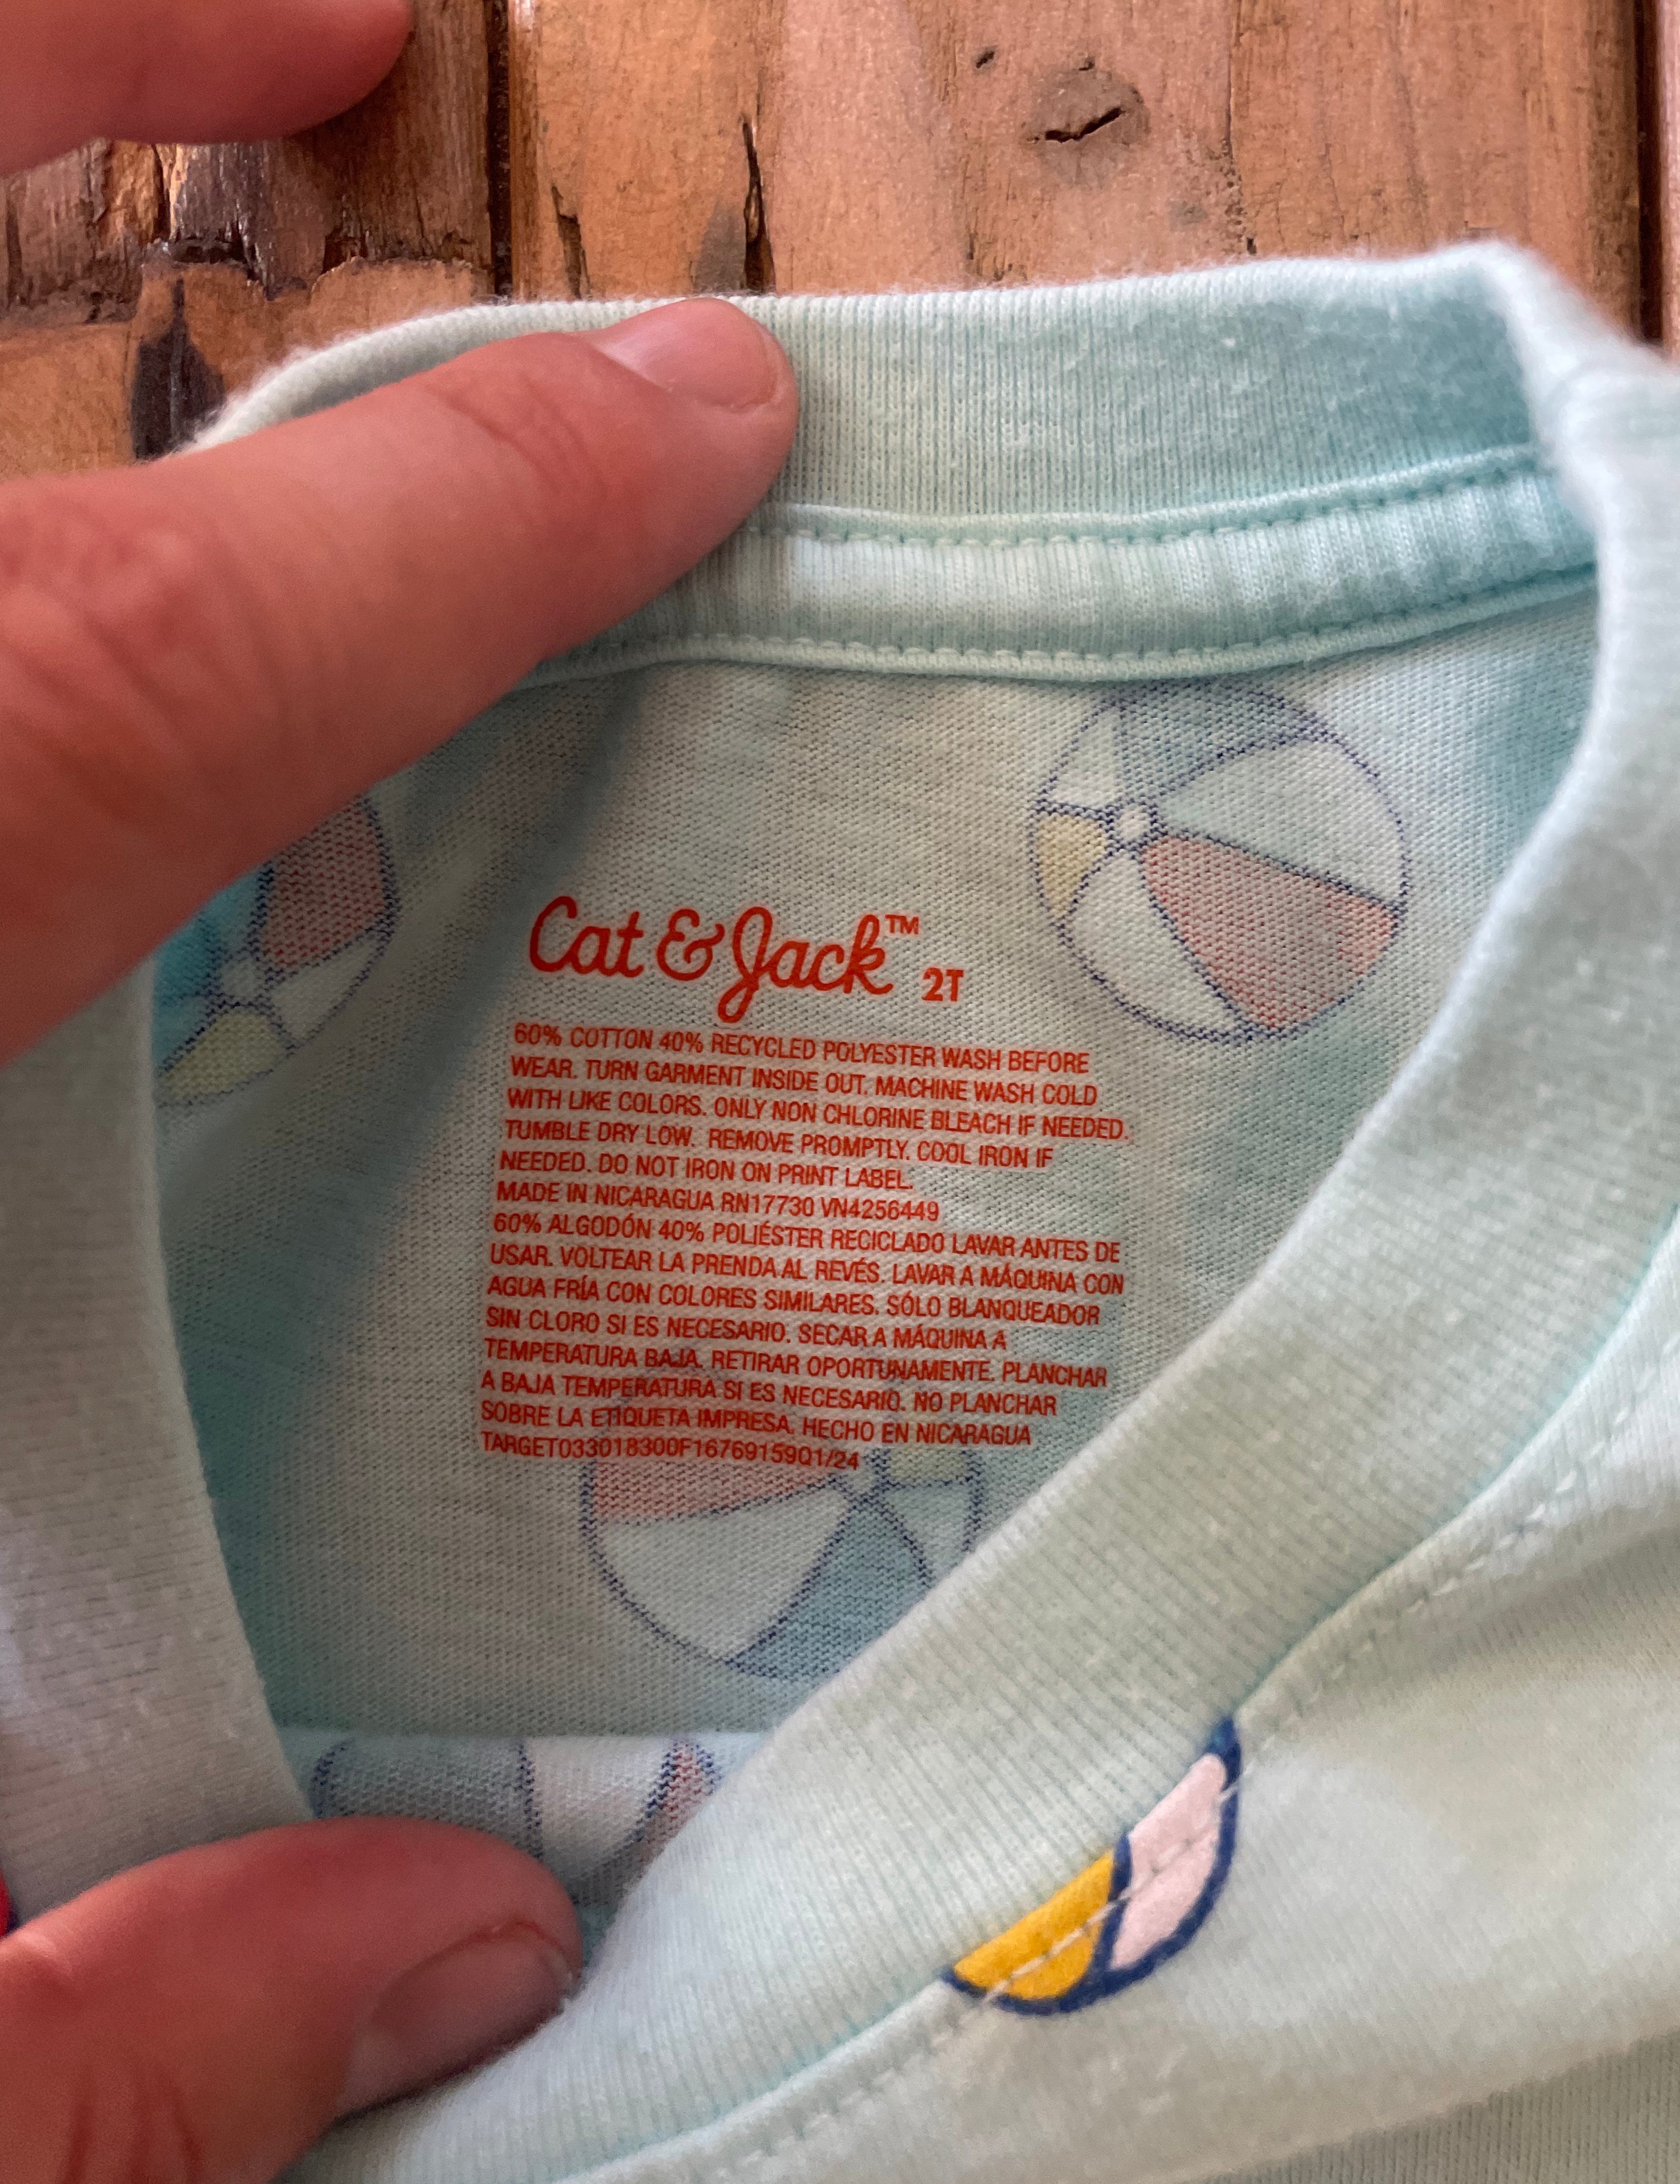 Cat & Jack™ 2T
60% COTTON 40% RECYCLED POLYESTER WASH BEFORE
WEAR. TURN GARMENT INSIDE OUT. MACHINE WASH COLD
WITH LIKE COLORS. ONLY NON CHLORINE BLEACH IF NEEDED.
TUMBLE DRY LOW. REMOVE PROMPTLY. COOL IRON IF
NEEDED. DO NOT IRON ON PRINT LABEL.
MADE IN NICARAGUA RN17730 VN4256449
60% ALGODÓN 40% POLIÉSTER RECICLADO LAVAR ANTES DE
USAR. VOLTEAR LA PRENDA AL REVÉS. LAVAR A MÁQUINA CON
AGUA FRÍA CON COLORES SIMILARES. SÓLO BLANQUEADOR
SIN CLORO SI ES NECESARIO. SECAR A MÁQUINA A
TEMPERATURA BAJA. RETIRAR OPORTUNAMENTE. PLANCHAR
A BAJA TEMPERATURA SI ES NECESARIO. NO PLANCHAR
SOBRE LA ETIQUETA IMPRESA. HECHO EN NICARAGUA
TARGET033018300F16769159Q1/24